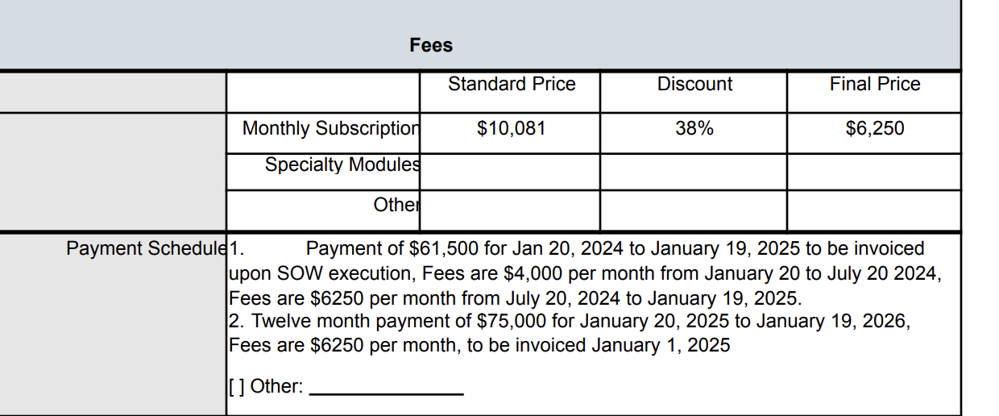 Fees
Standard Price Discount Final Price
Monthly Subscription $10,081 38% $6,250
Specialty Modules
Other
Payment Schedule 1. Payment of $61,500 for Jan 20, 2024 to January 19, 2025 to be invoiced
upon SOW execution, Fees are $4,000 per month from January 20 to July 20 2024,
Fees are $6250 per month from July 20, 2024 to January 19, 2025.
2. Twelve month payment of $75,000 for January 20, 2025 to January 19, 2026,
Fees are $6250 per month, to be invoiced January 1, 2025
[ ] Other: _______________